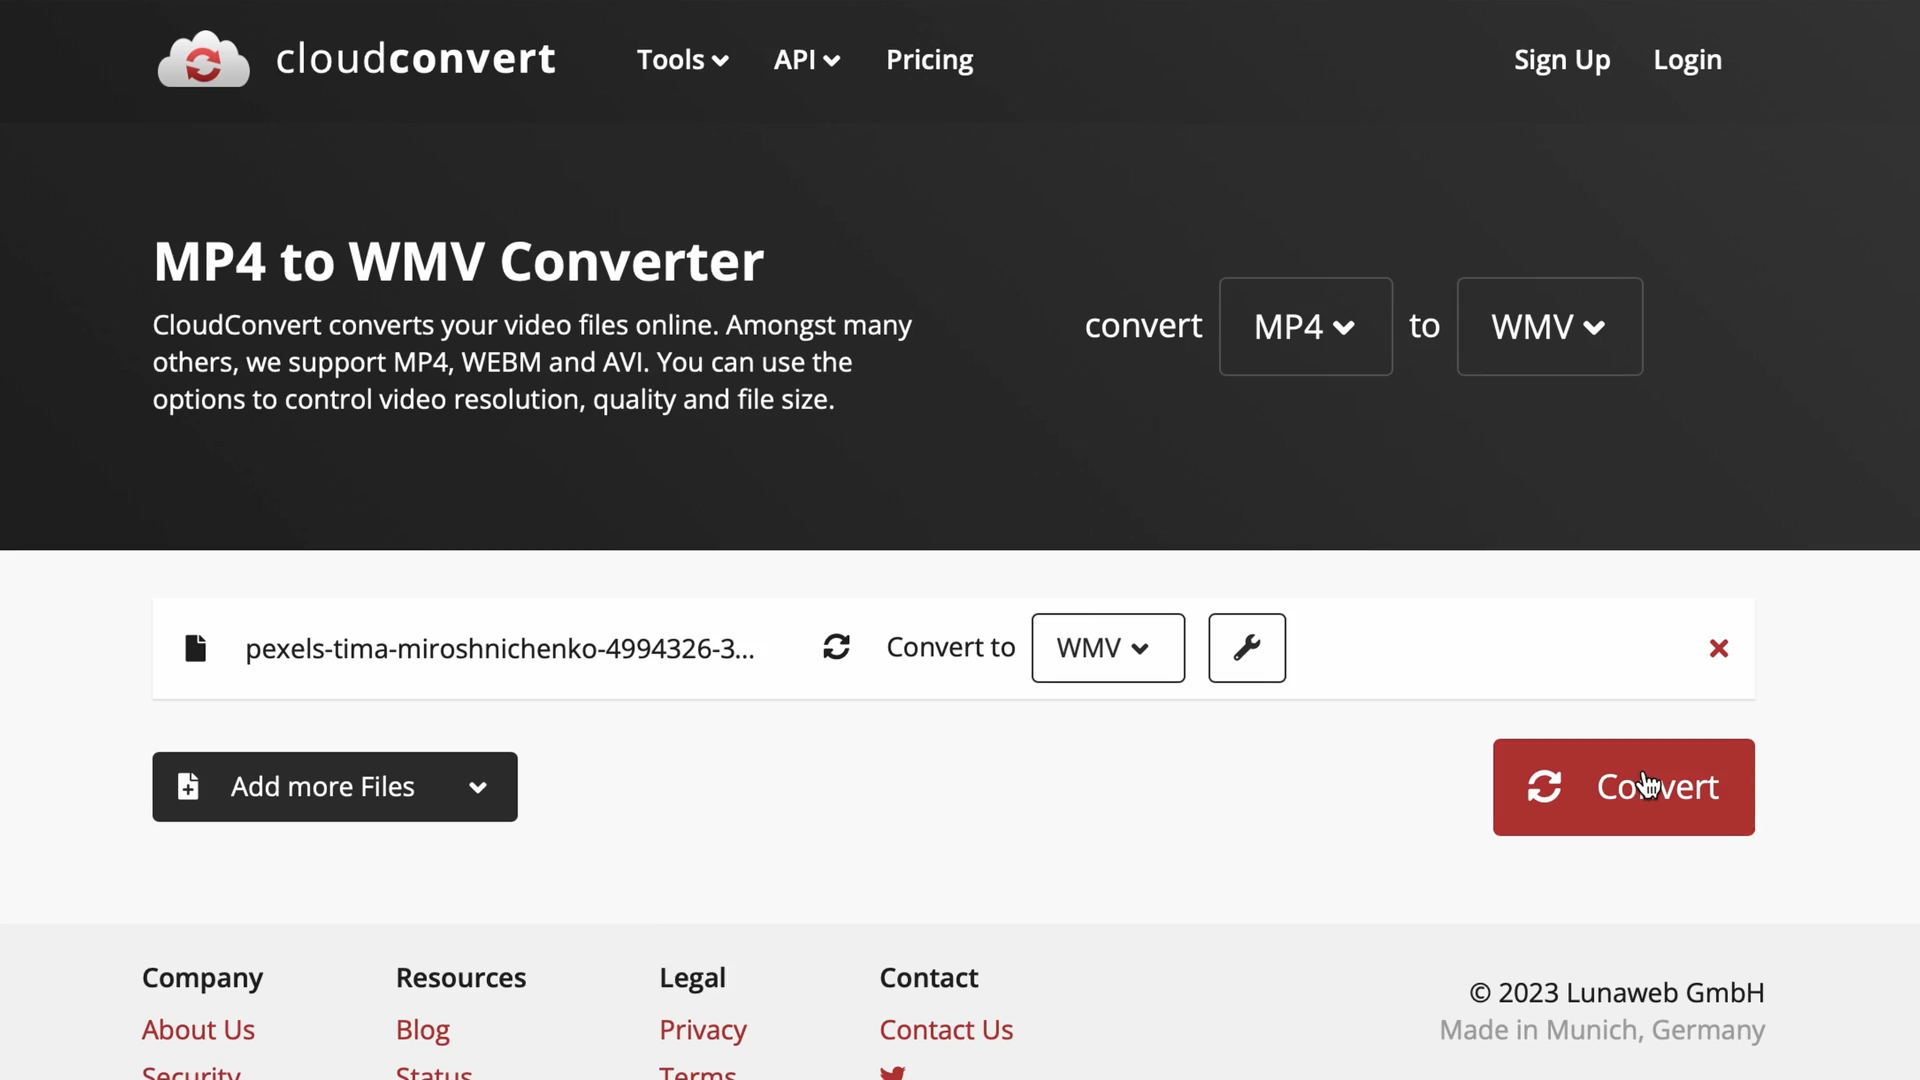 cloudconvert
Tools
API
Pricing
Sign Up
Login
MP4 to WMV Converter
CloudConvert converts your video files online. Amongst many
others, we support MP4, WEBM and AVI. You can use the
options to control video resolution, quality and file size.
convert MP4 to WMV
pexels-tima-miroshnichenko-4994326-3...
Convert to
WMV
Add more Files
Convert
Company
About Us
Security
Resources
Blog
Status
Legal
Privacy
Terms
Contact
Contact Us
© 2023 Lunaweb GmbH
Made in Munich, Germany